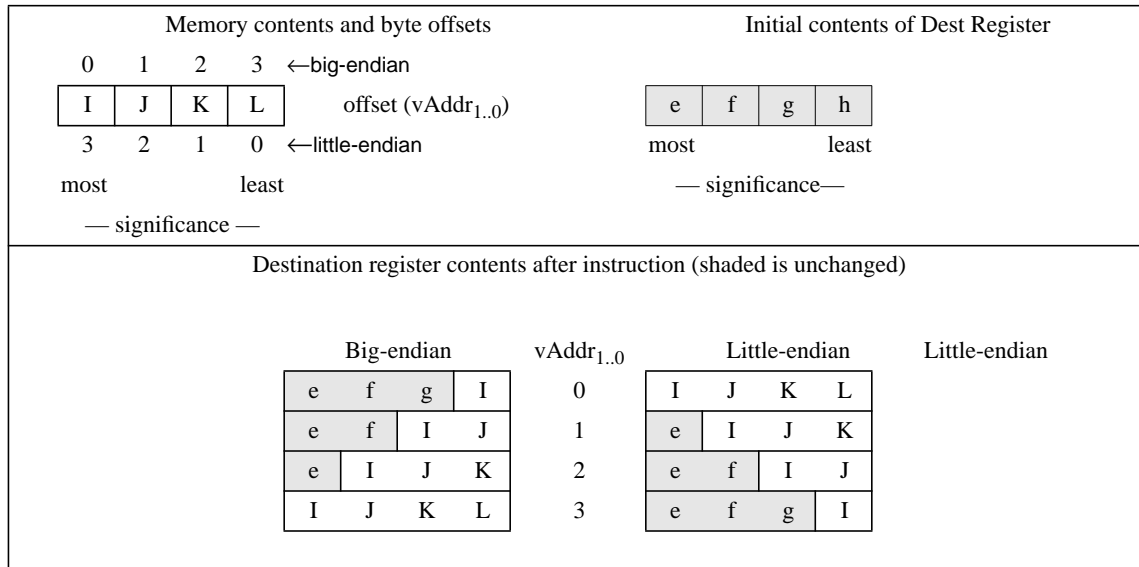 Memory contents and byte offsets Initial contents of Dest Register
0 1 2 3 ←big-endian
I J K L offset (vAddr1..0) e f g h
3 2 1 0 ←little-endian most least
most least — significance—
— significance —
Destination register contents after instruction (shaded is unchanged)
Big-endian vAddr1..0 Little-endian Little-endian
e f g I 0 I J K L
e f I J 1 e I J K
e I J K 2 e f I J
I J K L 3 e f g I